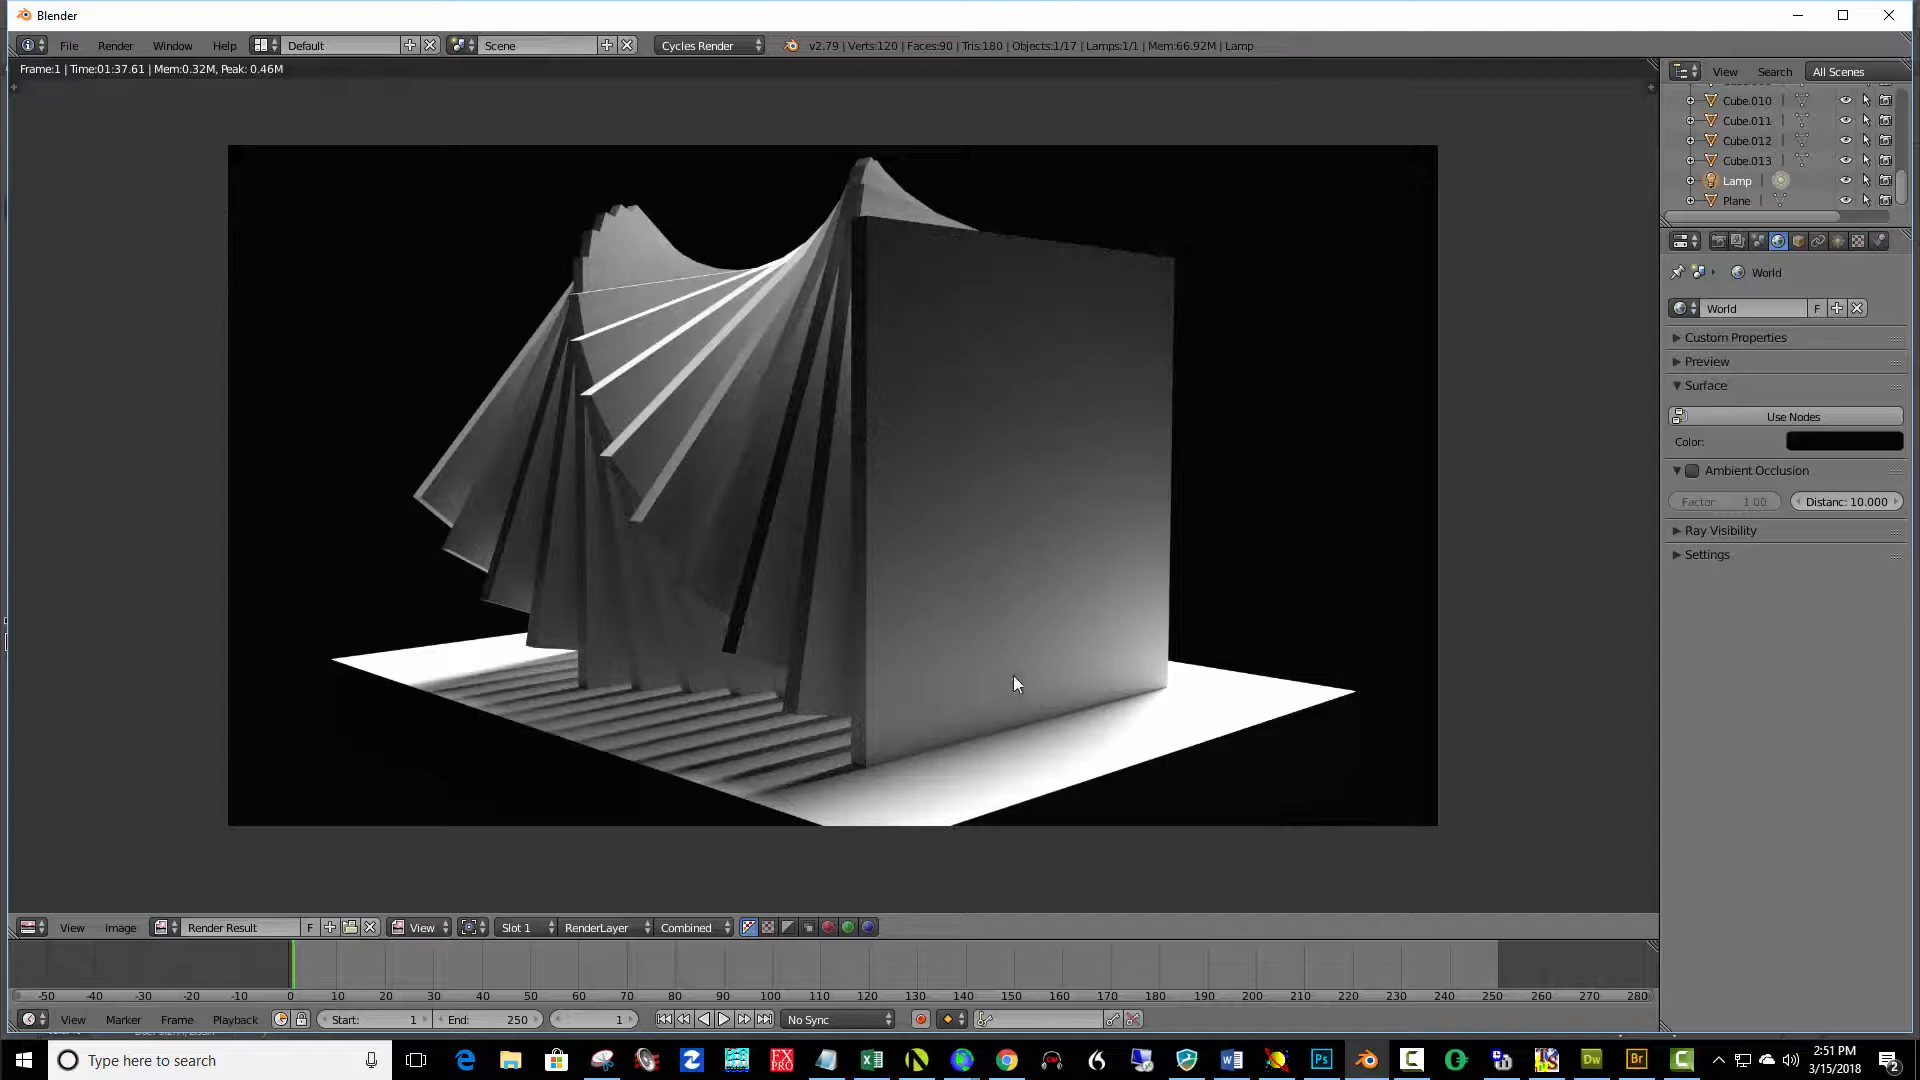 Blender
File Render Window Help Default Scene Cycles Render v2.79 | Verts:120 | Faces:90 | Tris:180 | Objects:1/17 | Lamps:1/1 | Mem:66.92M | Lamp
Frame:1 | Time:01:37.61 | Mem:0.32M, Peak: 0.46M
View Search All Scenes
Cube.010
Cube.011
Cube.012
Cube.013
Lamp
Plane
World
World F
Custom Properties
Preview
Surface
Use Nodes
Color:
Ambient Occlusion
Factor: 1.00 Distanc: 10.000
Ray Visibility
Settings
View Image Render Result F View Slot 1 RenderLayer Combined
-50 -40 -30 -20 -10 0 10 20 30 40 50 60 70 80 90 100 110 120 130 140 150 160 170 180 190 200 210 220 230 240 250 260 270 280
View Marker Frame Playback Start: 1 End: 250 1 No Sync
Type here to search
FX PRO
Ps
Dw
Br
2:51 PM
3/15/2018
2